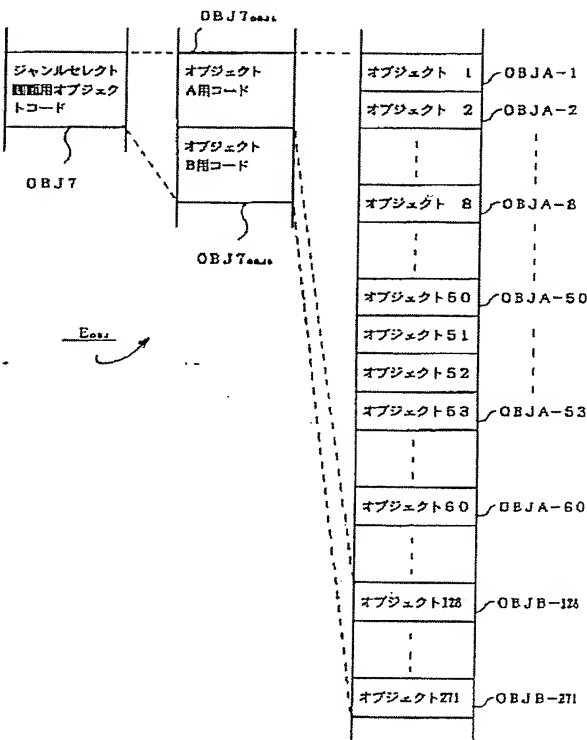 OBJ7OBJA
ジャンルセレクト
画面用オブジェク
トコード
オブジェクト
A用コード
オブジェクト
B用コード
OBJ7
OBJ7OBJB
EOBJ
オブジェクト 1
OBJA-1
オブジェクト 2
OBJA-2
オブジェクト 8
OBJA-8
オブジェクト50
OBJA-50
オブジェクト51
オブジェクト52
オブジェクト53
OBJA-53
オブジェクト60
OBJA-60
オブジェクト128
OBJB-128
オブジェクト271
OBJB-271